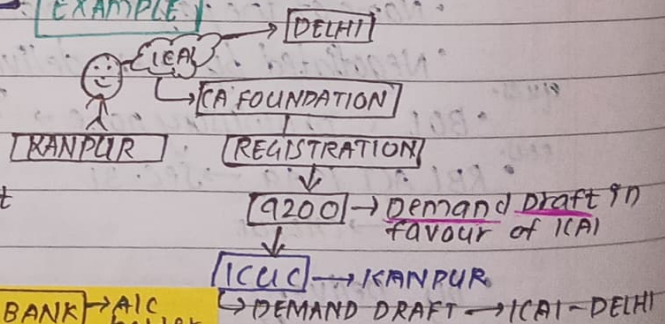 EXAMPLE
DELHI
ICAI
CA FOUNDATION
KANPUR
REGISTRATION
9200 → Demand Draft in
favour of ICAI
ICUC → KANPUR
BANK → A/C
DEMAND DRAFT → ICAI - DELHI